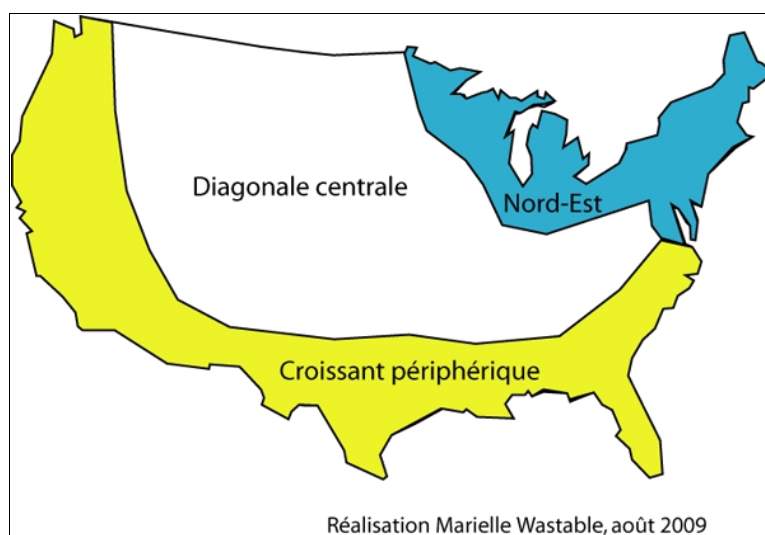 Diagonale centrale
Nord-Est
Croissant périphérique
Réalisation Marielle Wastable, août 2009